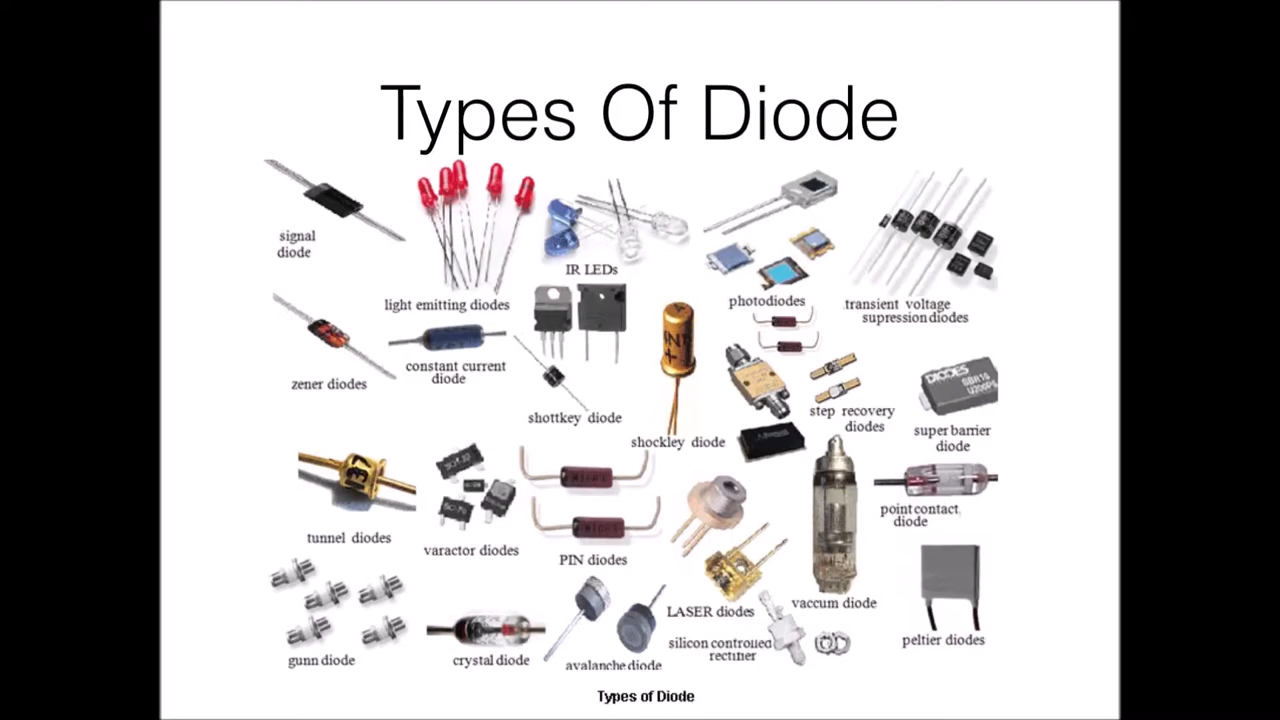 Types Of Diode
signal
diode
light emitting diodes
IR LEDs
photodiodes
transient voltage
supression diodes
zener diodes
constant current
diode
shottkey diode
shockley diode
step recovery
diodes
DIODES
SBR15
super barrier
diode
137
tunnel diodes
varactor diodes
PIN diodes
LASER diodes
vaccum diode
point contact
diode
gunn diode
crystal diode
avalanche diode
silicon controlled
rectifier
peltier diodes
Types of Diode